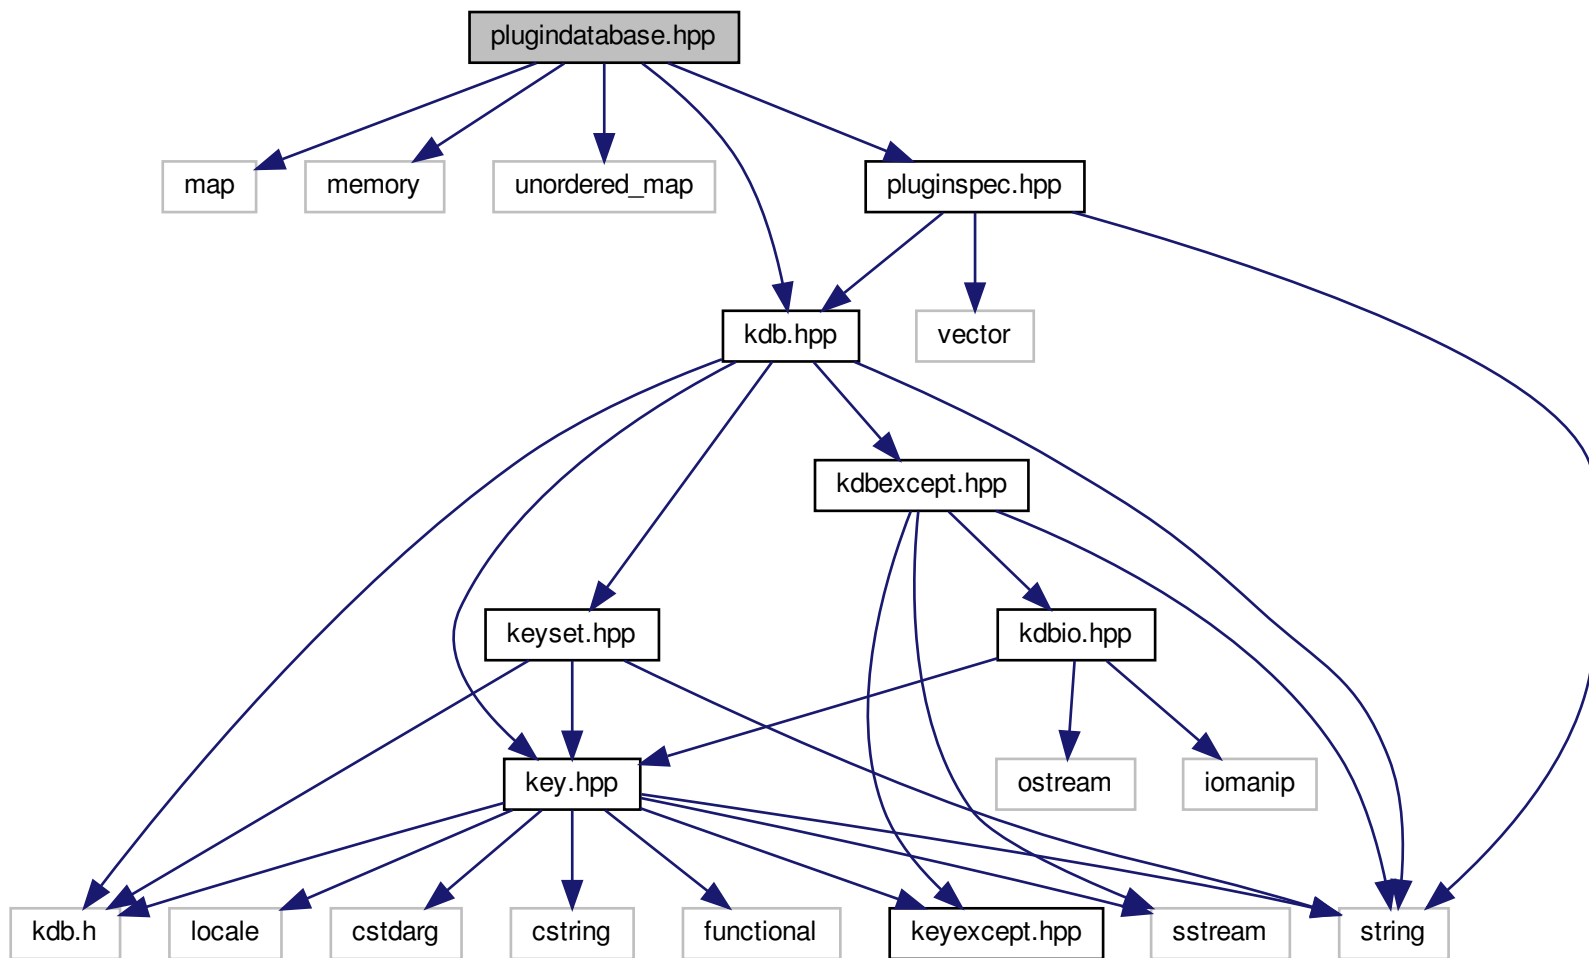 plugindatabase.hpp
map
memory
unordered_map
pluginspec.hpp
kdb.hpp
vector
kdbexcept.hpp
keyset.hpp
kdbio.hpp
key.hpp
ostream
iomanip
kdb.h
locale
cstdarg
cstring
functional
keyexcept.hpp
sstream
string